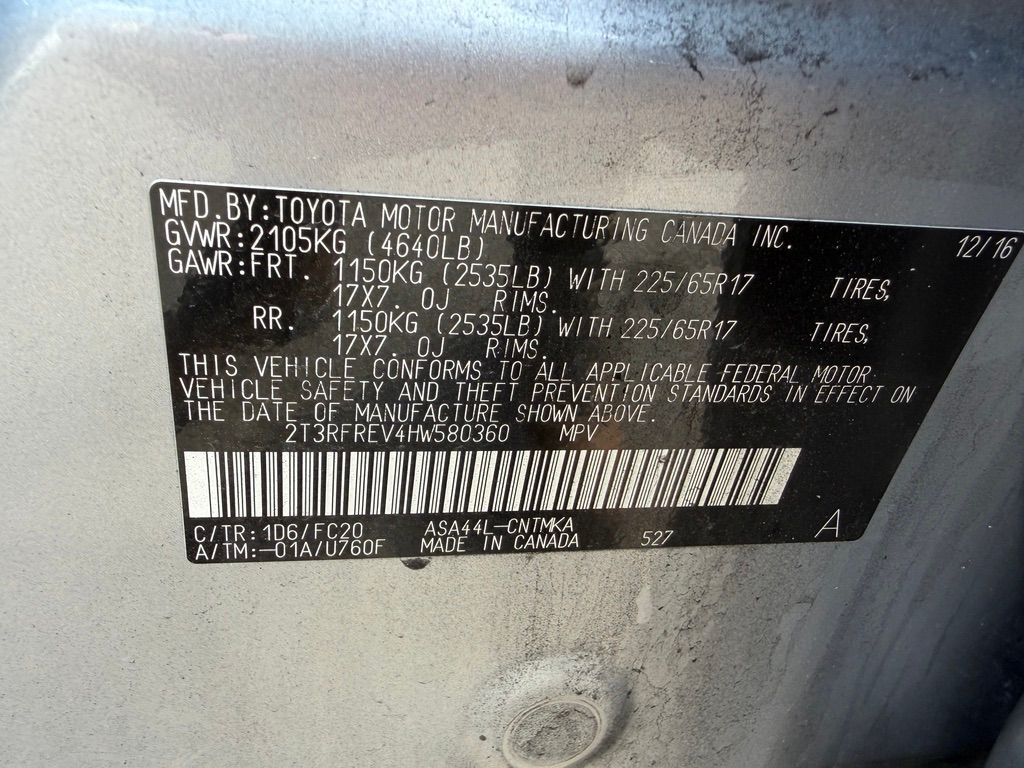 MFD.BY:TOYOTA MOTOR MANUFACTURING CANADA INC. 12/16
GVWR:2105KG (4640LB)
GAWR:FRT. 1150KG (2535LB) WITH 225/65R17 TIRES,
17X7. 0J RIMS.
RR. 1150KG (2535LB) WITH 225/65R17 TIRES,
17X7. 0J RIMS.
THIS VEHICLE CONFORMS TO ALL APPLICABLE FEDERAL MOTOR
VEHICLE SAFETY AND THEFT PREVENTION STANDARDS IN EFFECT ON
THE DATE OF MANUFACTURE SHOWN ABOVE.
2T3RFREV4HW580360 MPV
C/TR:1D6/FC20 ASA44L-CNTMKA A
A/TM:-01A/U760F MADE IN CANADA 527